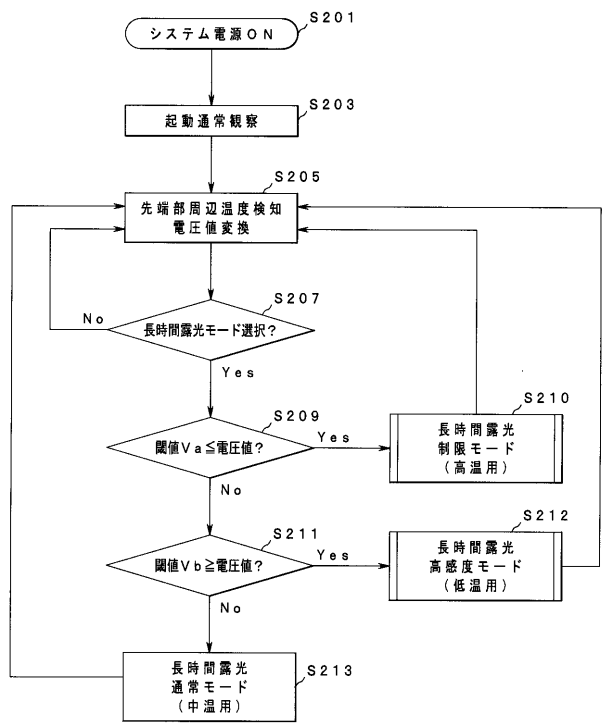 S201
システム電源ON
S203
起動通常観察
S205
先端部周辺温度検知
電圧値変換
S207
No
長時間露光モード選択?
Yes
S209
S210
閾値Va≦電圧値?
Yes
長時間露光
制限モード
(高温用)
No
S211
S212
閾値Vb≧電圧値?
Yes
長時間露光
高感度モード
(低温用)
No
S213
長時間露光
通常モード
(中温用)